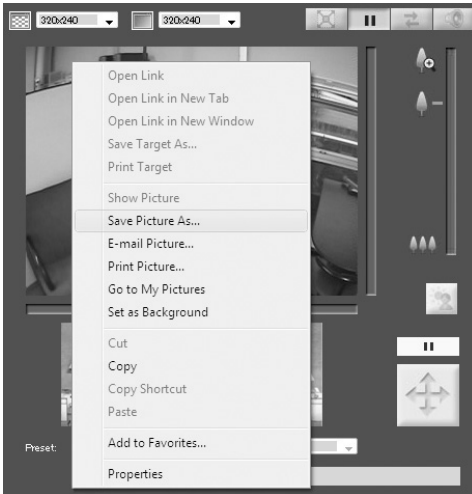 320x240
320x240
Open Link
Open Link in New Tab
Open Link in New Window
Save Target As...
Print Target
Show Picture
Save Picture As...
E-mail Picture...
Print Picture...
Go to My Pictures
Set as Background
Cut
Copy
Copy Shortcut
Paste
Add to Favorites...
Preset:
Properties